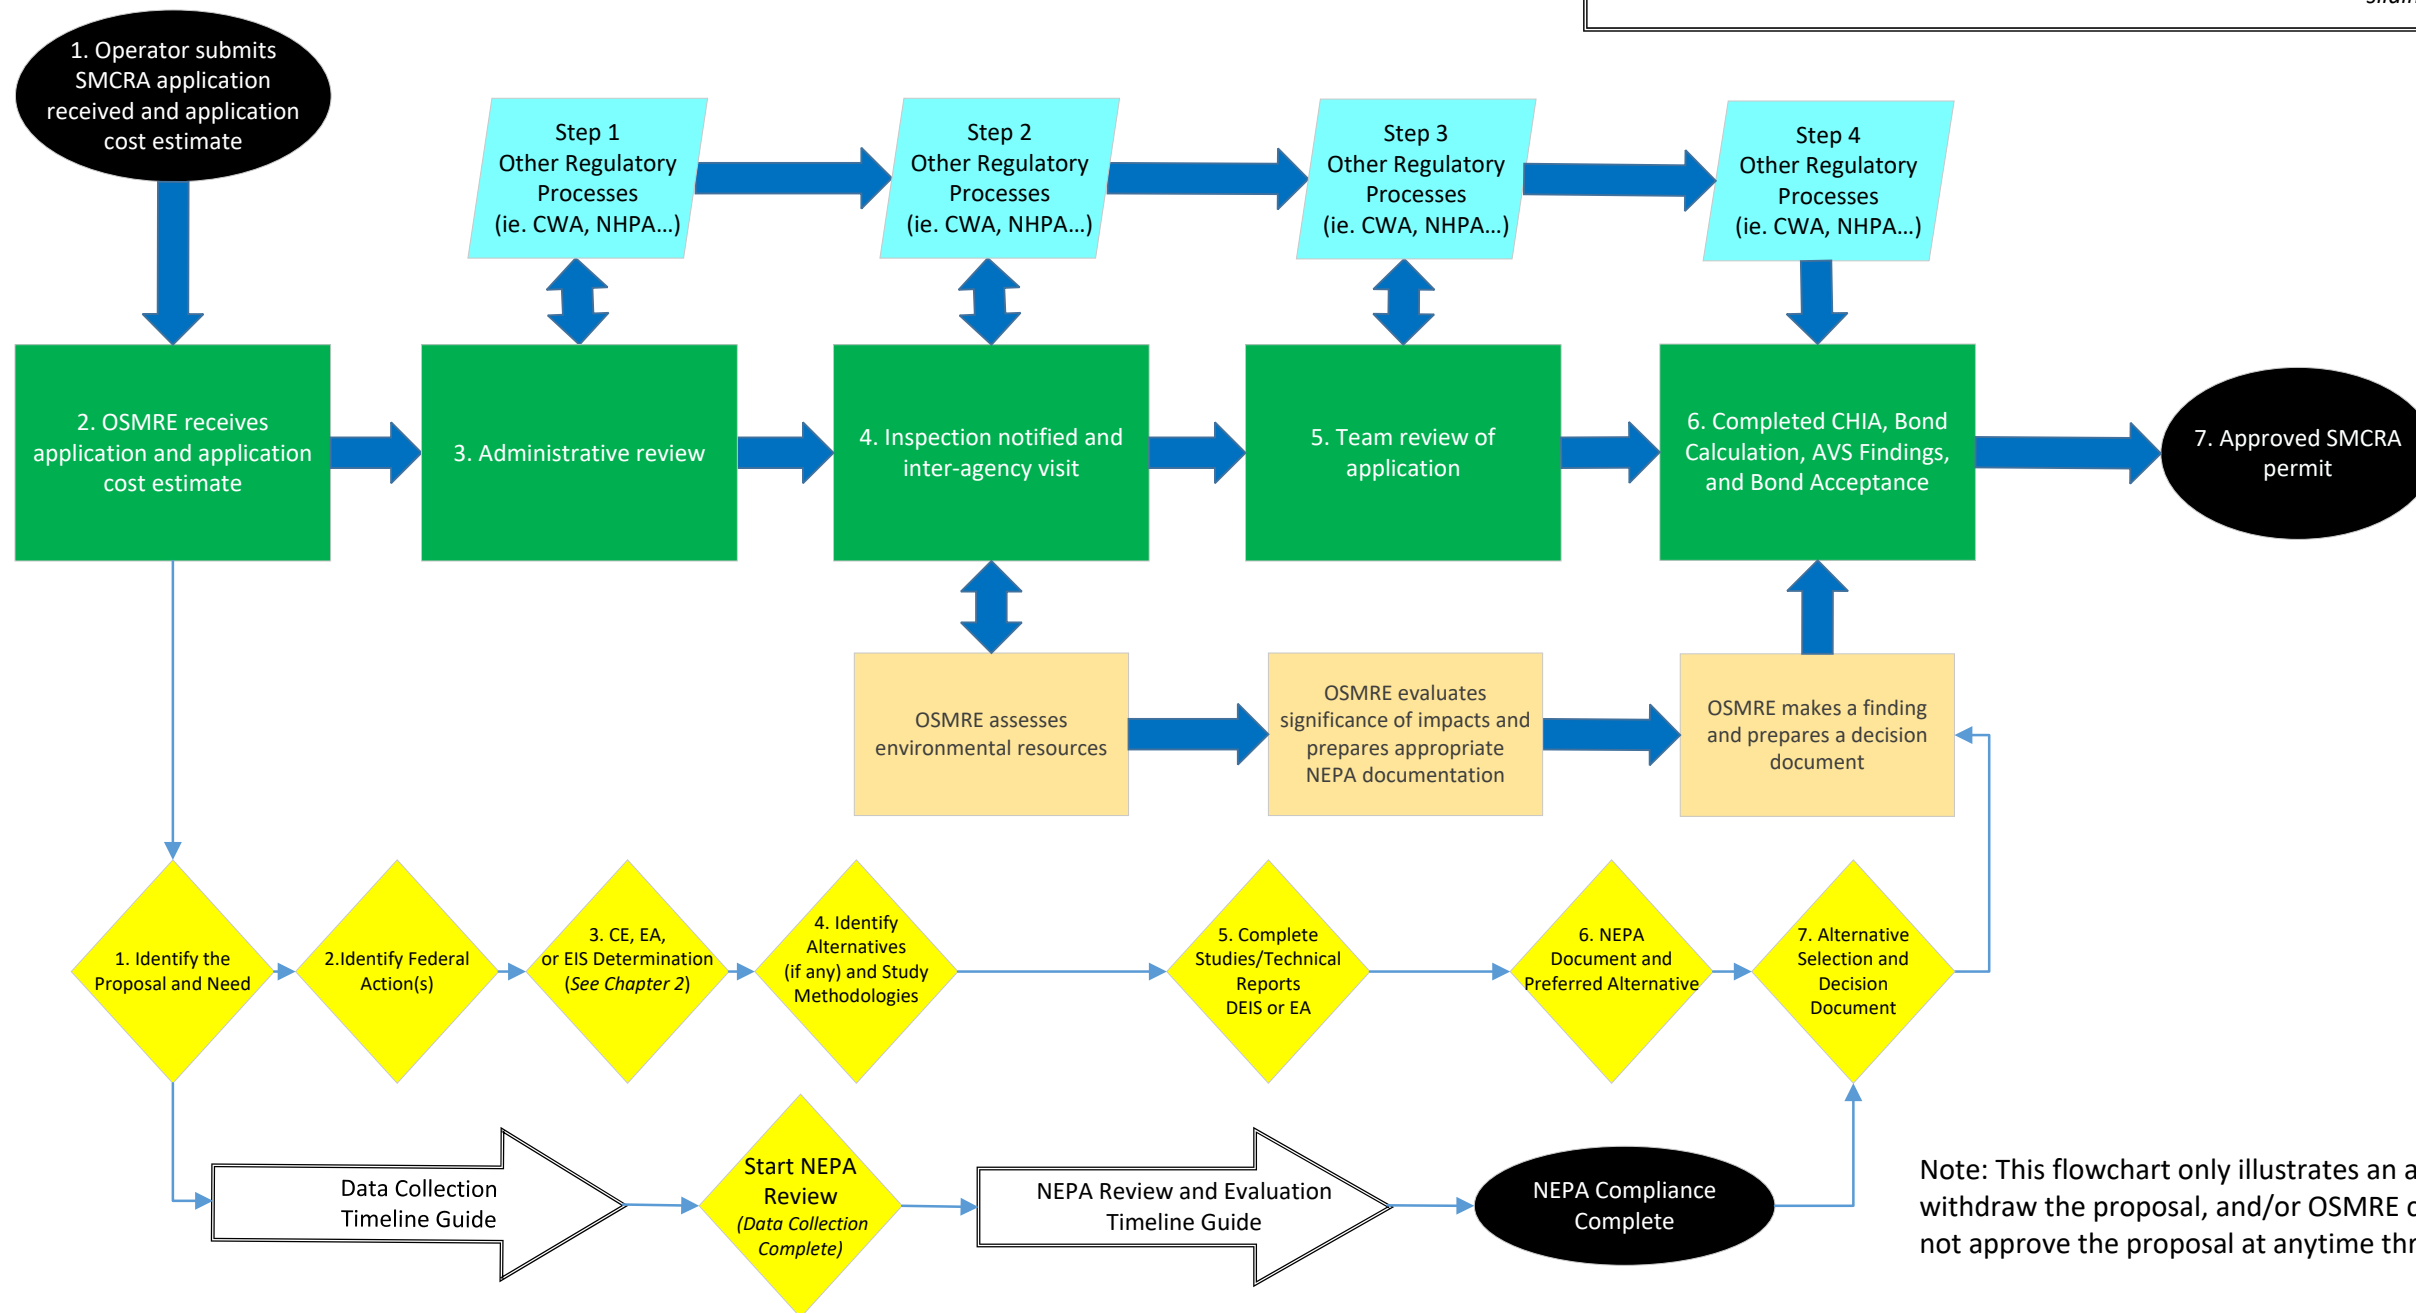 1. Operator submits
SMCRA application
received and application
cost estimate
Step 1
Other Regulatory
Processes
(ie. CWA, NHPA...)
Step 2
Other Regulatory
Processes
(ie. CWA, NHPA...)
Step 3
Other Regulatory
Processes
(ie. CWA, NHPA...)
Step 4
Other Regulatory
Processes
(ie. CWA, NHPA...)
2. OSMRE receives
application and application
cost estimate
3. Administrative review
4. Inspection notified and
inter-agency visit
5. Team review of
application
6. Completed CHIA, Bond
Calculation, AVS Findings,
and Bond Acceptance
7. Approved SMCRA
permit
OSMRE assesses
environmental resources
OSMRE evaluates
significance of impacts and
prepares appropriate
NEPA documentation
OSMRE makes a finding
and prepares a decision
document
1. Identify the
Proposal and Need
2.Identify Federal
Action(s)
3. CE, EA,
or EIS Determination
(See Chapter 2)
4. Identify
Alternatives
(if any) and Study
Methodologies
5. Complete
Studies/Technical
Reports
DEIS or EA
6. NEPA
Document and
Preferred Alternative
7. Alternative
Selection and
Decision
Document
Data Collection
Timeline Guide
Start NEPA
Review
(Data Collection
Complete)
NEPA Review and Evaluation
Timeline Guide
NEPA Compliance
Complete
Note: This flowchart only illustrates an a
withdraw the proposal, and/or OSMRE
not approve the proposal at anytime